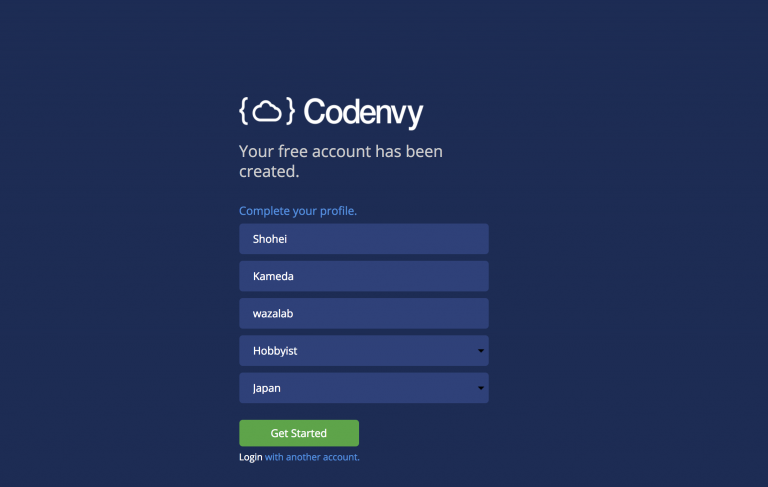 {} Codenvy
Your free account has been
created.
Complete your profile.
Shohei
Kameda
wazalab
Hobbyist
Japan
Get Started
Login with another account.